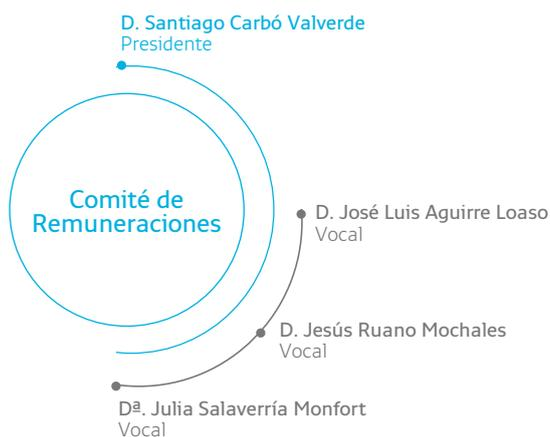 D. Santiago Carbó Valverde
Presidente
Comité de
Remuneraciones
D. José Luis Aguirre Loaso
Vocal
D. Jesús Ruano Mochales
Vocal
Dª. Julia Salaverría Monfort
Vocal